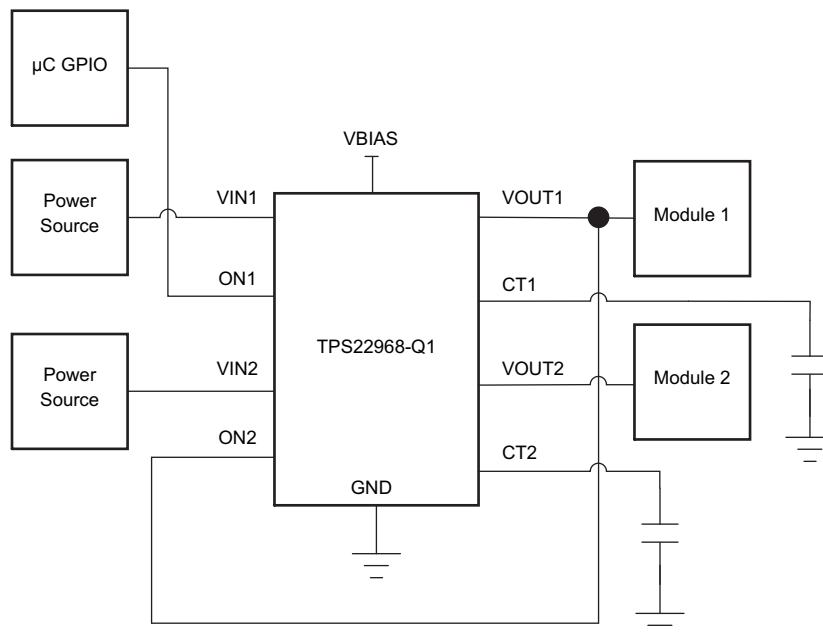 µC GPIO
VBIAS
Power
Source
VIN1
VOUT1
Module 1
ON1
CT1
TPS22968-Q1
Power
Source
VIN2
VOUT2
Module 2
ON2
CT2
GND